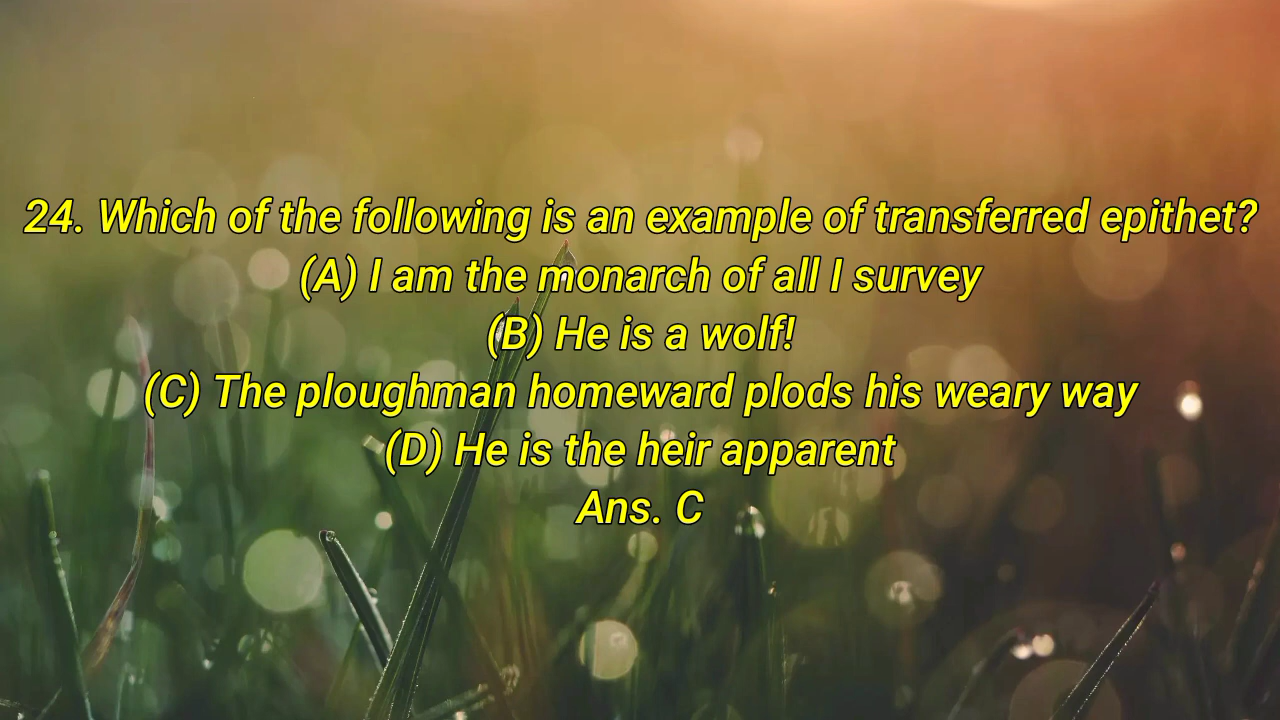 24. Which of the following is an example of transferred epithet?
(A) I am the monarch of all I survey
(B) He is a wolf!
(C) The ploughman homeward plods his weary way
(D) He is the heir apparent
Ans. C